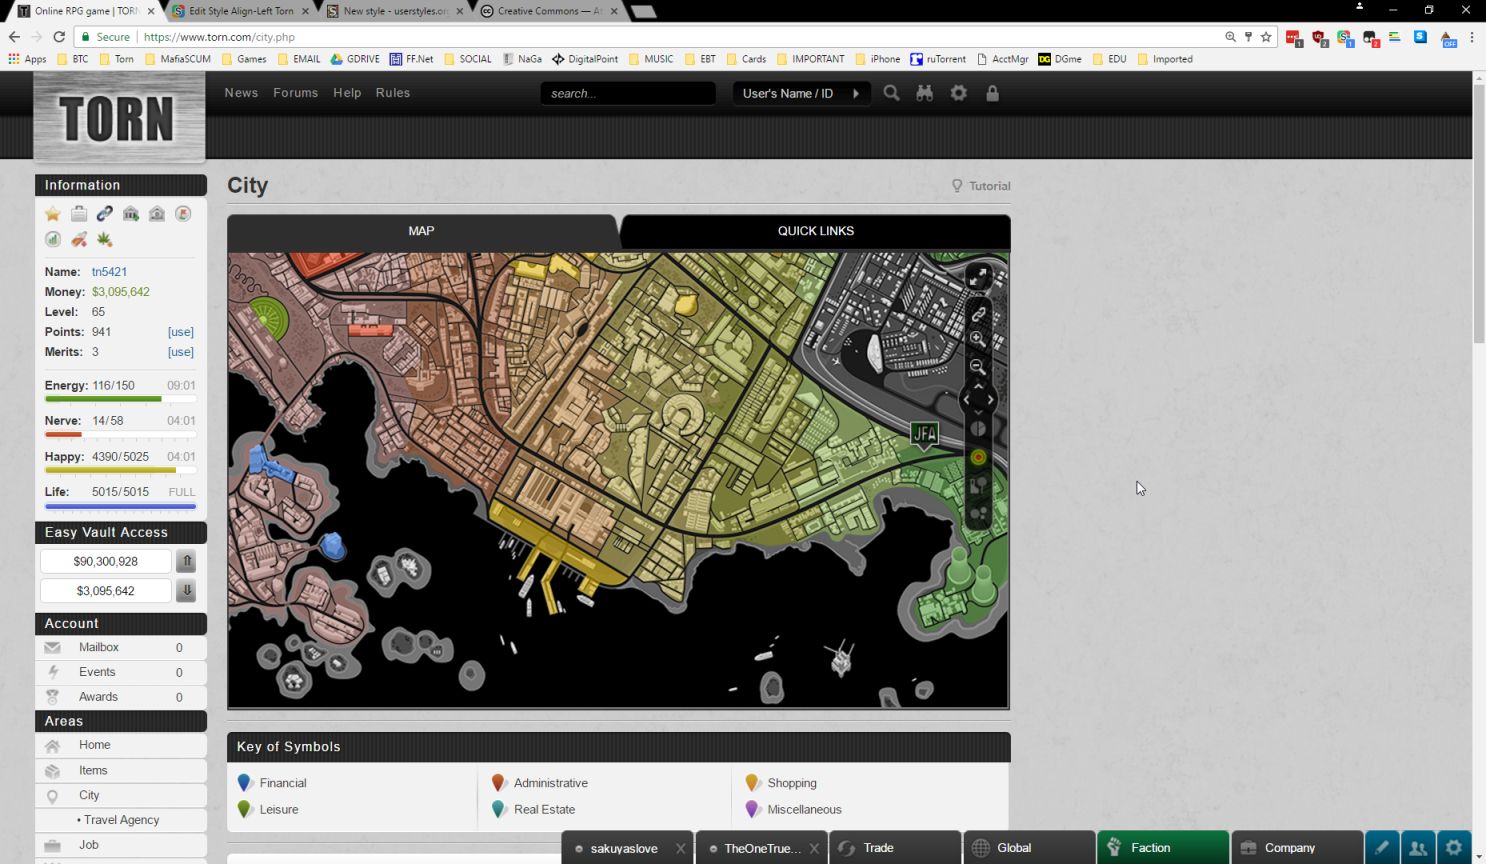 Online RPG game | TORN
Edit Style Align-Left Torn
New style - userstyles.org
Creative Commons — At
Secure
https://www.torn.com/city.php
Apps
BTC
Torn
MafiaSCUM
Games
EMAIL
GDRIVE
FF.Net
SOCIAL
NaGa
DigitalPoint
MUSIC
EBT
Cards
IMPORTANT
iPhone
ruTorrent
AcctMgr
DGme
EDU
Imported
TORN
News
Forums
Help
Rules
search...
User's Name / ID
Information
City
Tutorial
MAP
QUICK LINKS
Name: tn5421
Money: $3,095,642
Level: 65
Points: 941 [use]
Merits: 3 [use]
Energy: 116/150 09:01
Nerve: 14/58 04:01
Happy: 4390/5025 04:01
Life: 5015/5015 FULL
JFA
Easy Vault Access
$90,300,928
$3,095,642
Account
Mailbox 0
Events 0
Awards 0
Areas
Home
Items
City
• Travel Agency
Job
Key of Symbols
Financial
Administrative
Shopping
Leisure
Real Estate
Miscellaneous
sakuyaslove X
TheOneTrue... X
Trade
Global
Faction
Company